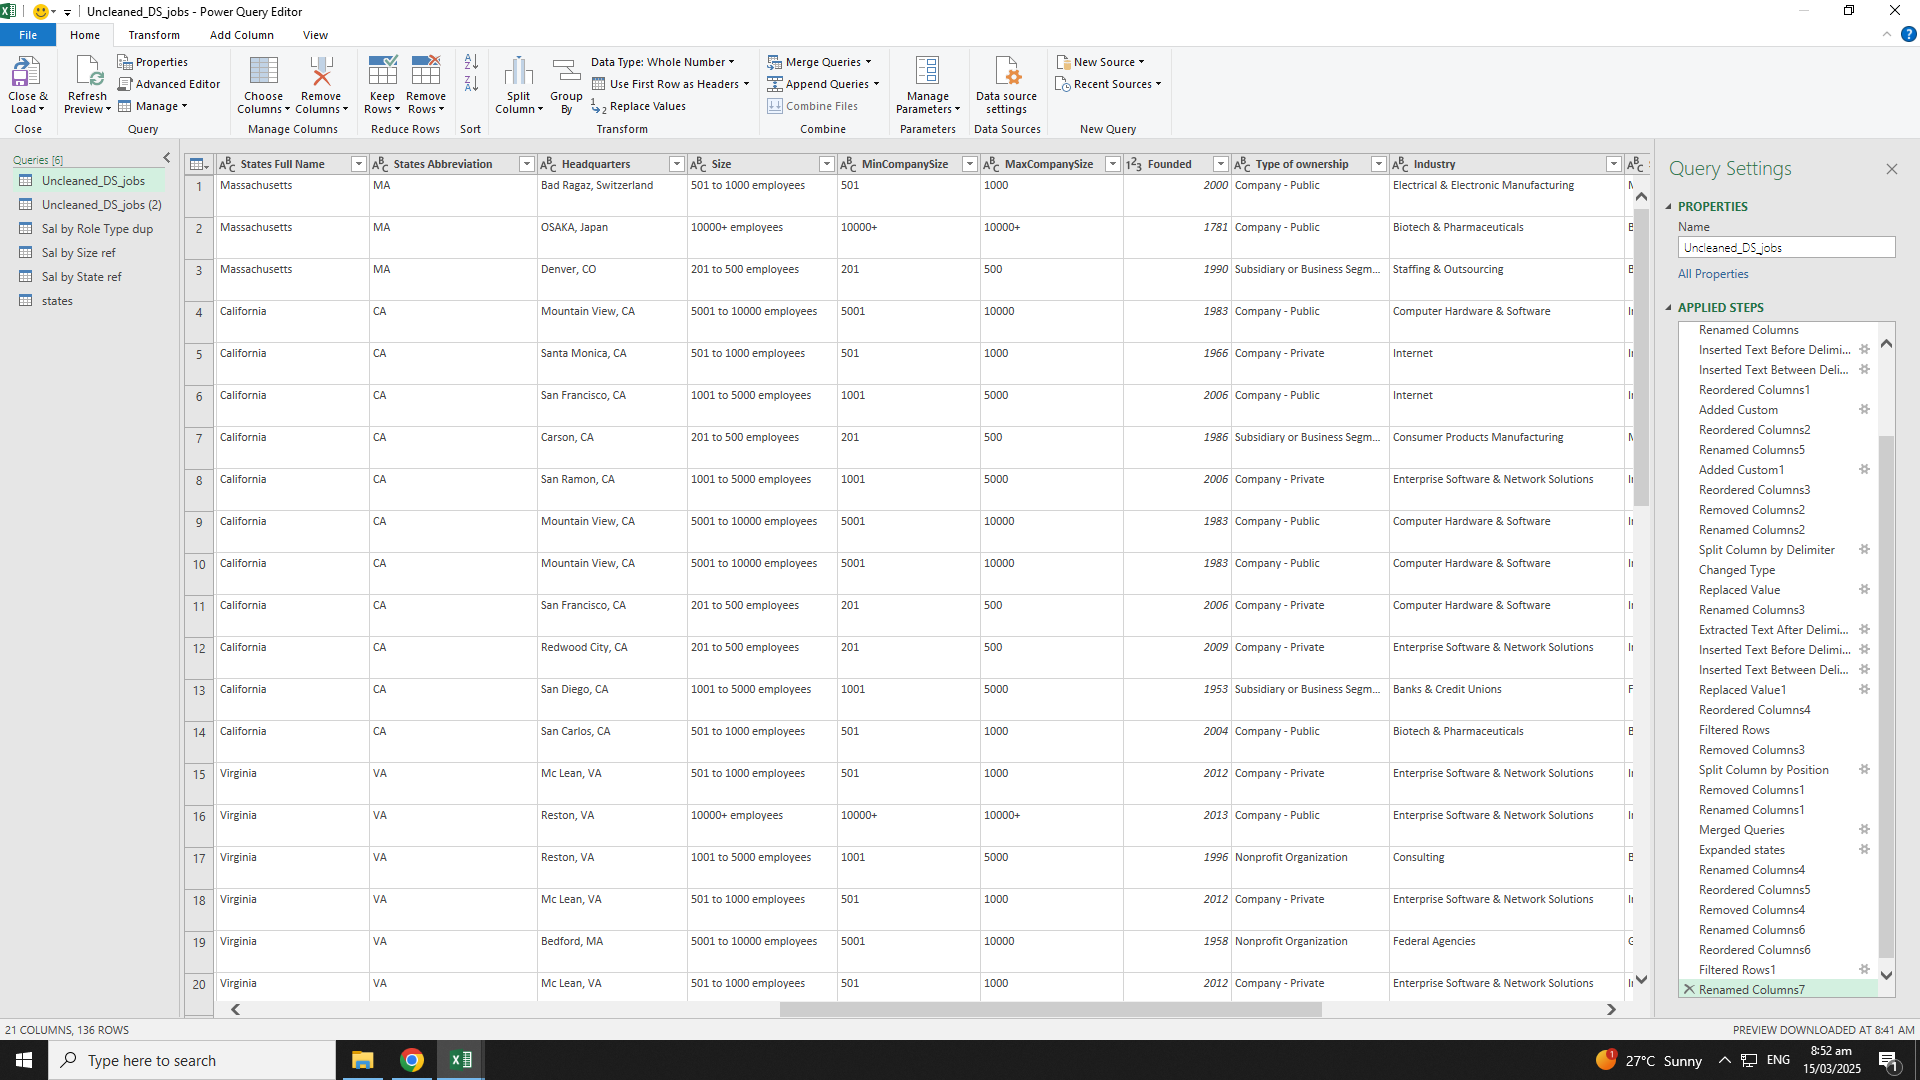 Uncleaned_DS_jobs - Power Query Editor
File Home Transform Add Column View
Close & Load Refresh Preview Properties Advanced Editor Manage Choose Columns Remove Columns Keep Rows Remove Rows Split Column Group By Data Type: Whole Number Use First Row as Headers Replace Values Merge Queries Append Queries Combine Files Manage Parameters Data source settings New Source Recent Sources
Close Query Manage Columns Reduce Rows Sort Transform Combine Parameters Data Sources New Query
Queries [6]
Uncleaned_DS_jobs
Uncleaned_DS_jobs (2)
Sal by Role Type dup
Sal by Size ref
Sal by State ref
states
States Full Name States Abbreviation Headquarters Size MinCompanySize MaxCompanySize Founded Type of ownership Industry
1 Massachusetts MA Bad Ragaz, Switzerland 501 to 1000 employees 501 1000 2000 Company - Public Electrical & Electronic Manufacturing
2 Massachusetts MA OSAKA, Japan 10000+ employees 10000+ 10000+ 1781 Company - Public Biotech & Pharmaceuticals
3 Massachusetts MA Denver, CO 201 to 500 employees 201 500 1990 Subsidiary or Business Segm... Staffing & Outsourcing
4 California CA Mountain View, CA 5001 to 10000 employees 5001 10000 1983 Company - Public Computer Hardware & Software
5 California CA Santa Monica, CA 501 to 1000 employees 501 1000 1966 Company - Private Internet
6 California CA San Francisco, CA 1001 to 5000 employees 1001 5000 2006 Company - Public Internet
7 California CA Carson, CA 201 to 500 employees 201 500 1986 Subsidiary or Business Segm... Consumer Products Manufacturing
8 California CA San Ramon, CA 1001 to 5000 employees 1001 5000 2006 Company - Private Enterprise Software & Network Solutions
9 California CA Mountain View, CA 5001 to 10000 employees 5001 10000 1983 Company - Public Computer Hardware & Software
10 California CA Mountain View, CA 5001 to 10000 employees 5001 10000 1983 Company - Public Computer Hardware & Software
11 California CA San Francisco, CA 201 to 500 employees 201 500 2006 Company - Private Computer Hardware & Software
12 California CA Redwood City, CA 201 to 500 employees 201 500 2009 Company - Private Enterprise Software & Network Solutions
13 California CA San Diego, CA 1001 to 5000 employees 1001 5000 1953 Subsidiary or Business Segm... Banks & Credit Unions
14 California CA San Carlos, CA 501 to 1000 employees 501 1000 2004 Company - Public Biotech & Pharmaceuticals
15 Virginia VA Mc Lean, VA 501 to 1000 employees 501 1000 2012 Company - Private Enterprise Software & Network Solutions
16 Virginia VA Reston, VA 10000+ employees 10000+ 10000+ 2013 Company - Public Enterprise Software & Network Solutions
17 Virginia VA Reston, VA 1001 to 5000 employees 1001 5000 1996 Nonprofit Organization Consulting
18 Virginia VA Mc Lean, VA 501 to 1000 employees 501 1000 2012 Company - Private Enterprise Software & Network Solutions
19 Virginia VA Bedford, MA 5001 to 10000 employees 5001 10000 1958 Nonprofit Organization Federal Agencies
20 Virginia VA Mc Lean, VA 501 to 1000 employees 501 1000 2012 Company - Private Enterprise Software & Network Solutions
Query Settings
PROPERTIES
Name
Uncleaned_DS_jobs
All Properties
APPLIED STEPS
Renamed Columns
Inserted Text Before Delimi...
Inserted Text Between Deli...
Reordered Columns1
Added Custom
Reordered Columns2
Renamed Columns5
Added Custom1
Reordered Columns3
Removed Columns2
Renamed Columns2
Split Column by Delimiter
Changed Type
Replaced Value
Renamed Columns3
Extracted Text After Delimi...
Inserted Text Before Delimi...
Inserted Text Between Deli...
Replaced Value1
Reordered Columns4
Filtered Rows
Removed Columns3
Split Column by Position
Removed Columns1
Renamed Columns1
Merged Queries
Expanded states
Renamed Columns4
Reordered Columns5
Removed Columns4
Renamed Columns6
Reordered Columns6
Filtered Rows1
Renamed Columns7
21 COLUMNS, 136 ROWS
PREVIEW DOWNLOADED AT 8:41 AM
Type here to search
27°C Sunny
ENG
8:52 am
15/03/2025